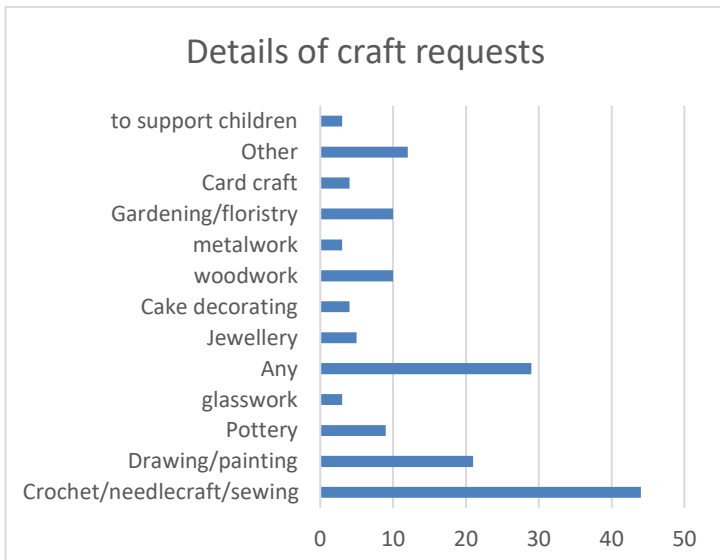 Details of craft requests
to support children
Other
Card craft
Gardening/floristry
metalwork
woodwork
Cake decorating
Jewellery
Any
glasswork
Pottery
Drawing/painting
Crochet/needlecraft/sewing
0 10 20 30 40 50